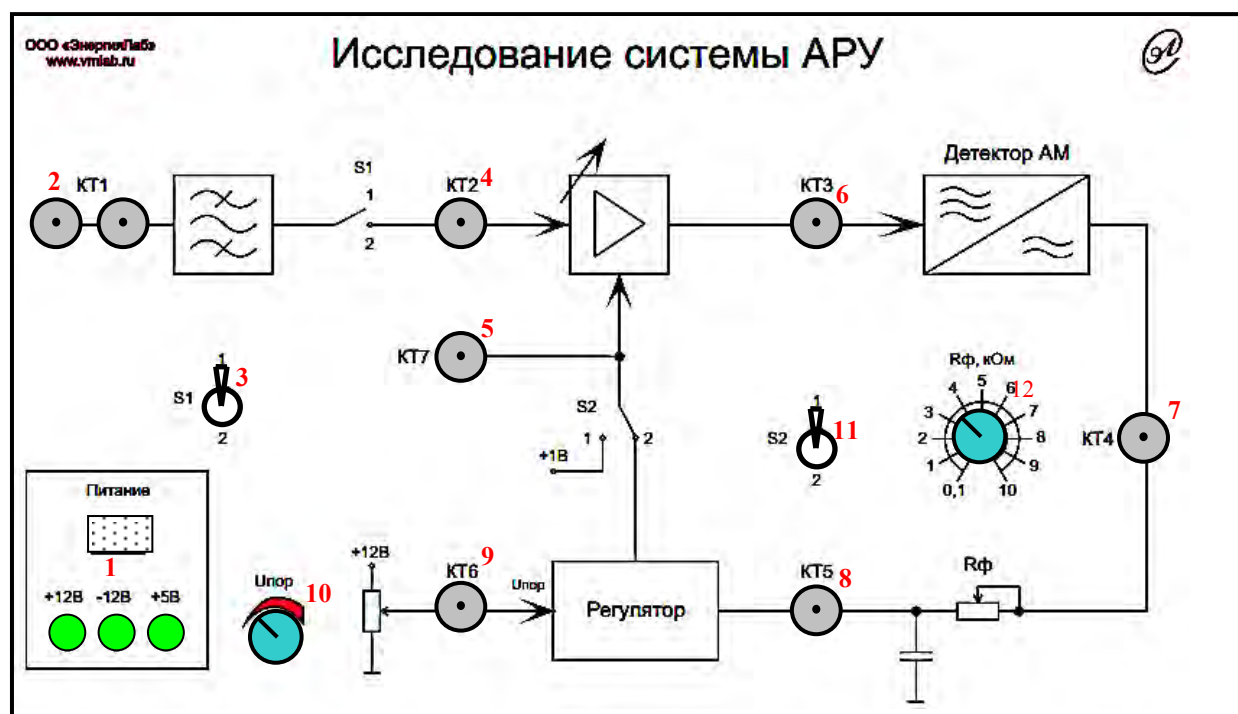 ООО «ЭнергияЛаб»
www.vmlab.ru
Исследование системы АРУ
Детектор АМ
S1
2 КТ1
1
2
КТ2 4
КТ3 6
КТ7 5
1
S1 3
2
S2
1 2
+1В
1
S2 11
2
Rф, кОм
0,1 1 2 3 4 5 6 7 8 9 10
12
7
КТ4
Питание
1
+12В -12В +5В
Uпор 10
+12В
КТ6 9
Uпор
Регулятор
КТ5 8
Rф